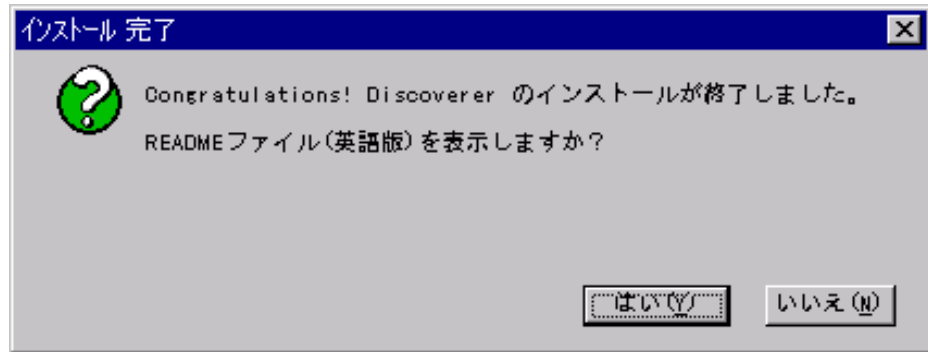 インストール 完了
Congratulations! Discoverer のインストールが終了しました。
READMEファイル(英語版)を表示しますか?
はい(Y) いいえ(N)